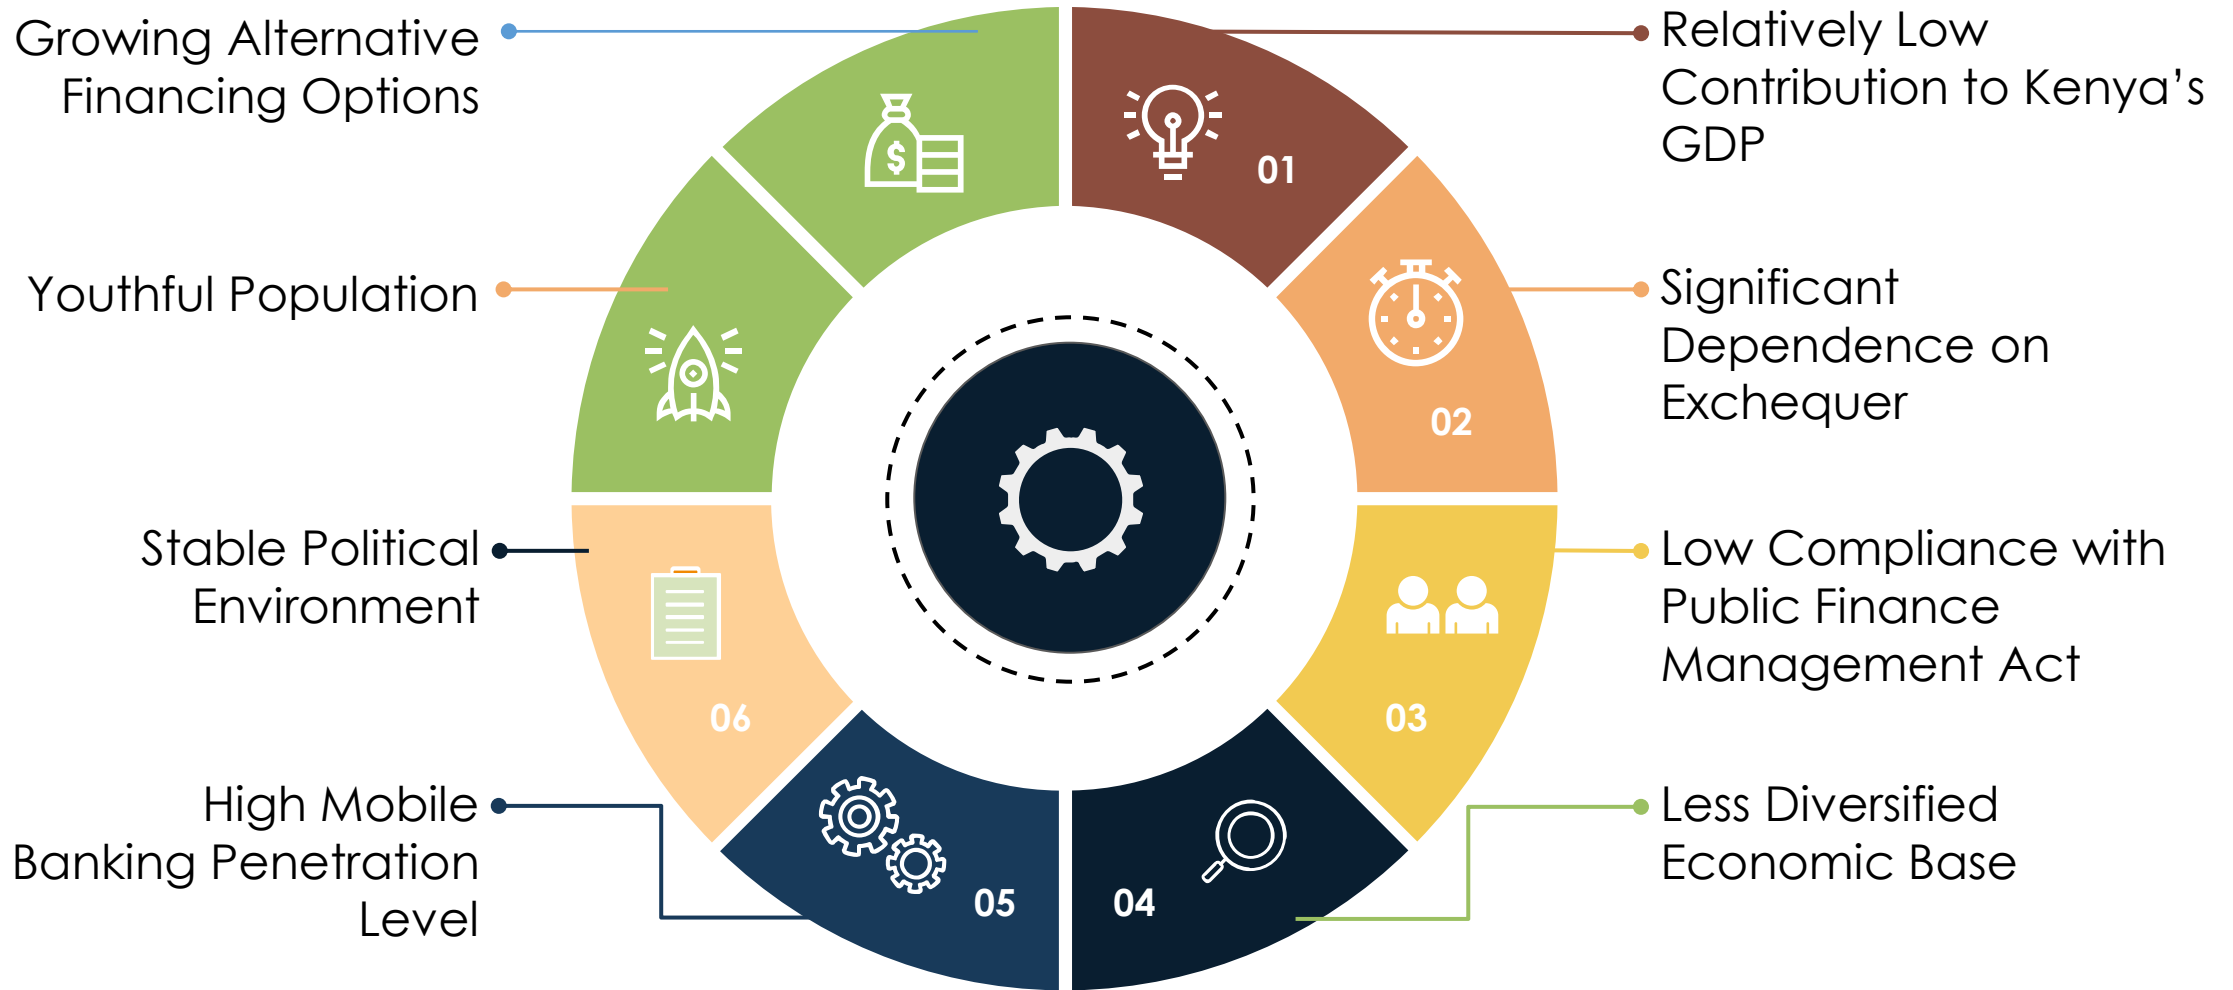 Growing Alternative
Financing Options
Youthful Population
Stable Political
Environment
High Mobile
Banking Penetration
Level
$
01
02
03
04
05
06
Relatively Low
Contribution to Kenya’s
GDP
Significant
Dependence on
Exchequer
Low Compliance with
Public Finance
Management Act
Less Diversified
Economic Base